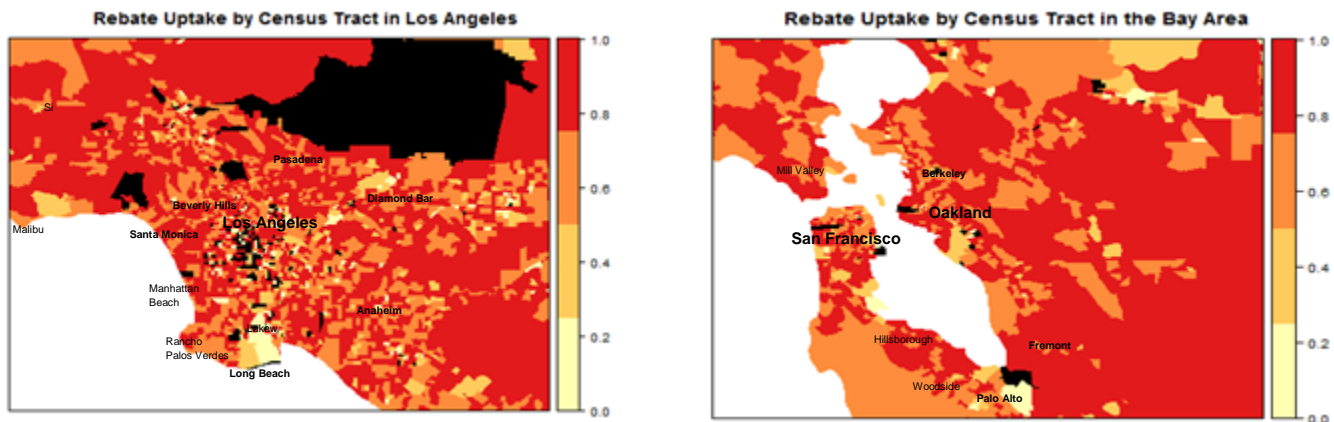 Rebate Uptake by Census Tract in Los Angeles
Si
Pasadena
Diamond Bar
Beverly Hills
Los Angeles
Malibu
Santa Monica
Manhattan
Beach
Anaheim
Lakew
Rancho
Palos Verdes
Long Beach
1.0
0.8
0.6
0.4
0.2
0.0
Rebate Uptake by Census Tract in the Bay Area
Mill Valley
Berkeley
Oakland
San Francisco
Hillsborough
Fremont
Woodside
Palo Alto
1.0
0.8
0.6
0.4
0.2
0.0